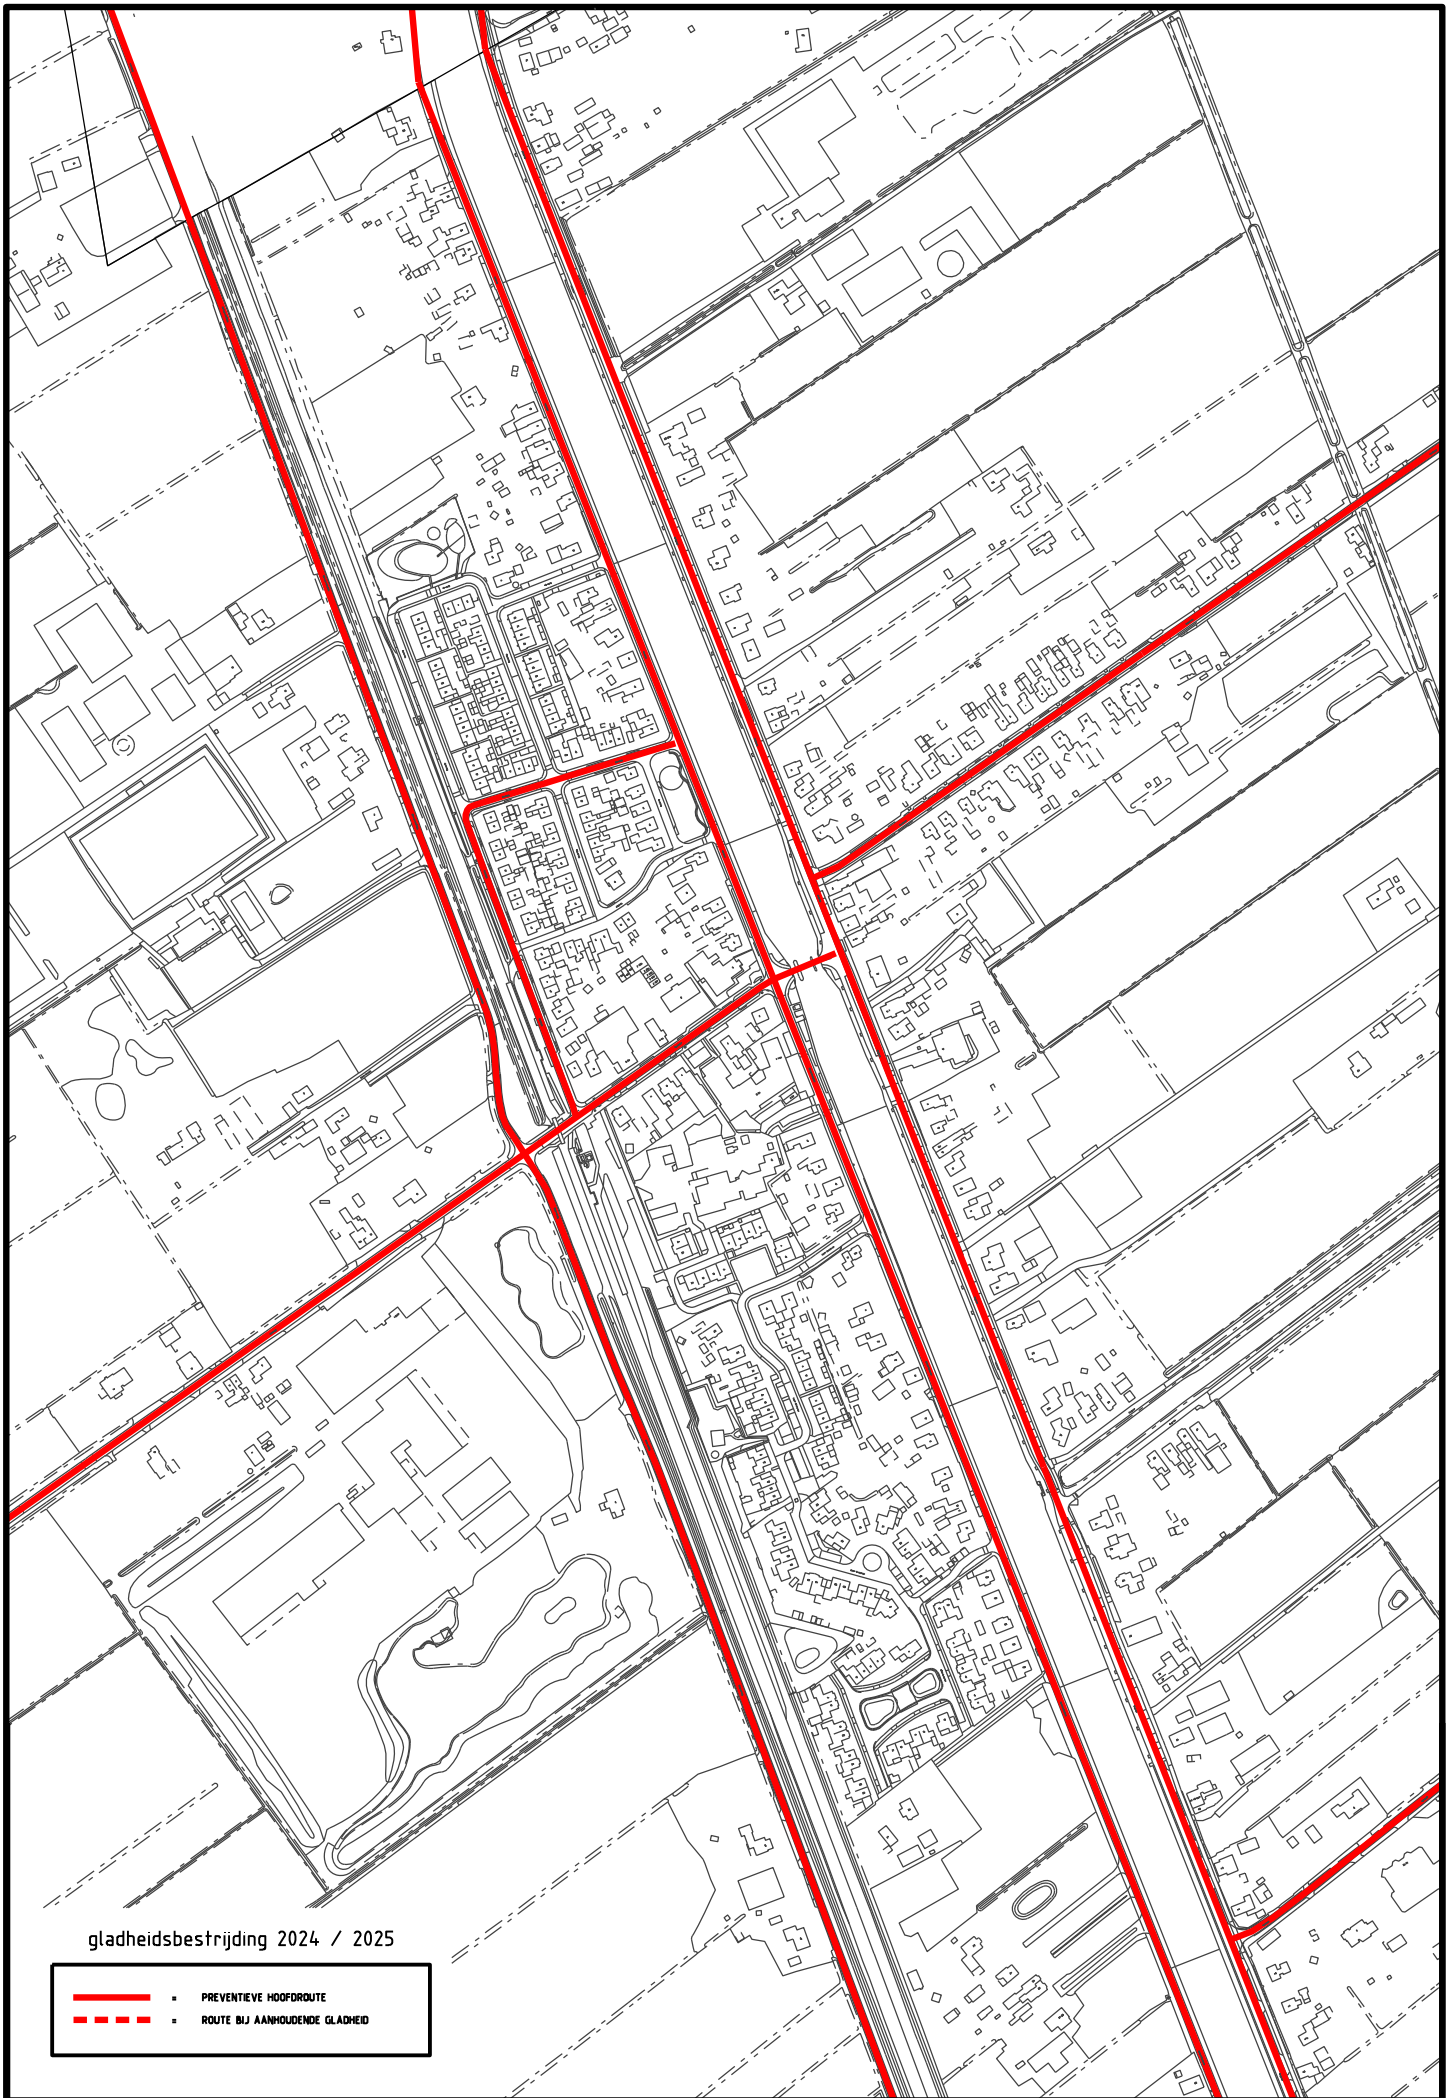 gladheidsbestrijding 2024 / 2025
= PREVENTIEVE HOOFDROUTE
= ROUTE BIJ AANHOUDENDE GLADHEID